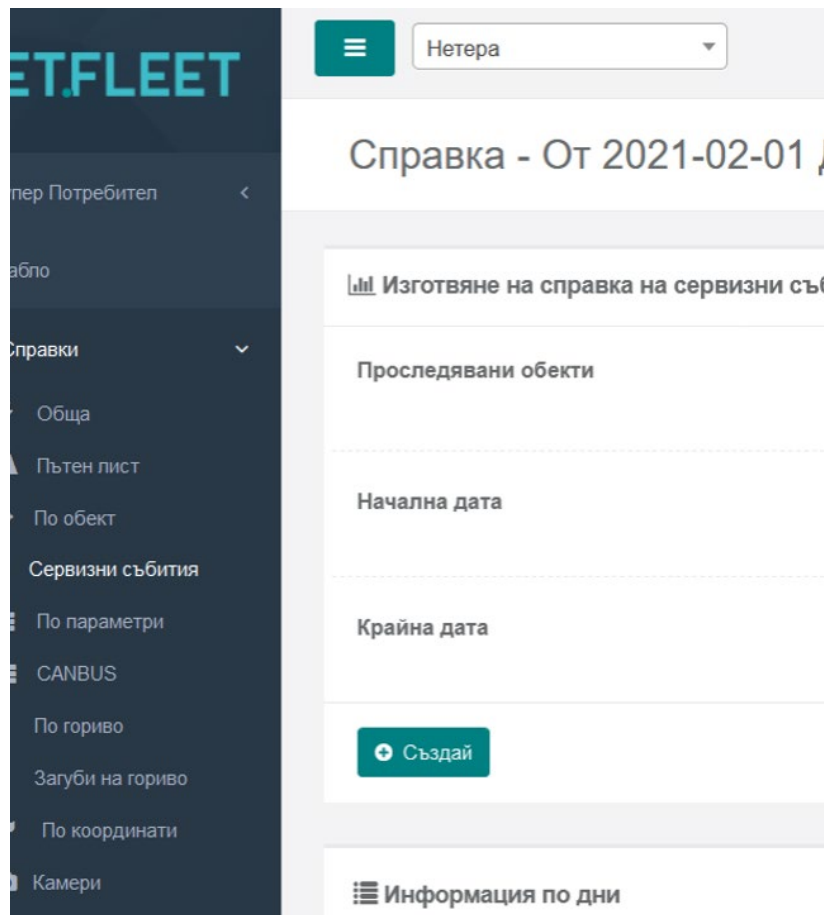 ET.FLEET
Нетера
Справка - От 2021-02-01
пер Потребител
абло
Справки
Обща
Пътен лист
По обект
Сервизни събития
По параметри
CANBUS
По гориво
Загуби на гориво
По координати
Камери
Изготвяне на справка на сервизни съб
Проследявани обекти
Начална дата
Крайна дата
Създай
Информация по дни